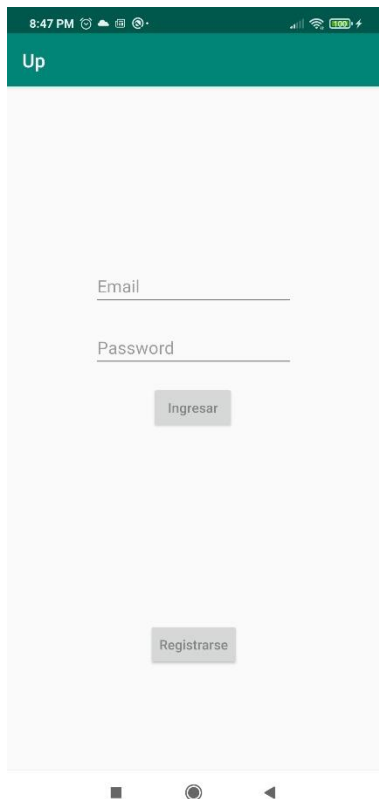 8:47 PM
100
Up
Email
Password
Ingresar
Registrarse